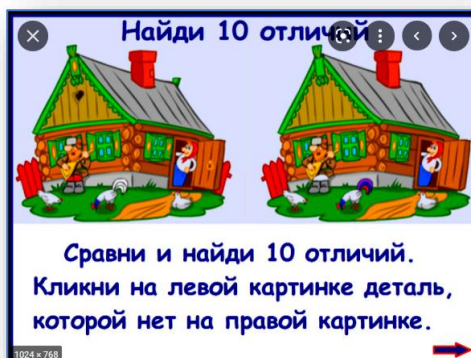 Найди 10 отличий
Сравни и найди 10 отличий.
Кликни на левой картинке деталь,
которой нет на правой картинке.
1024 × 768